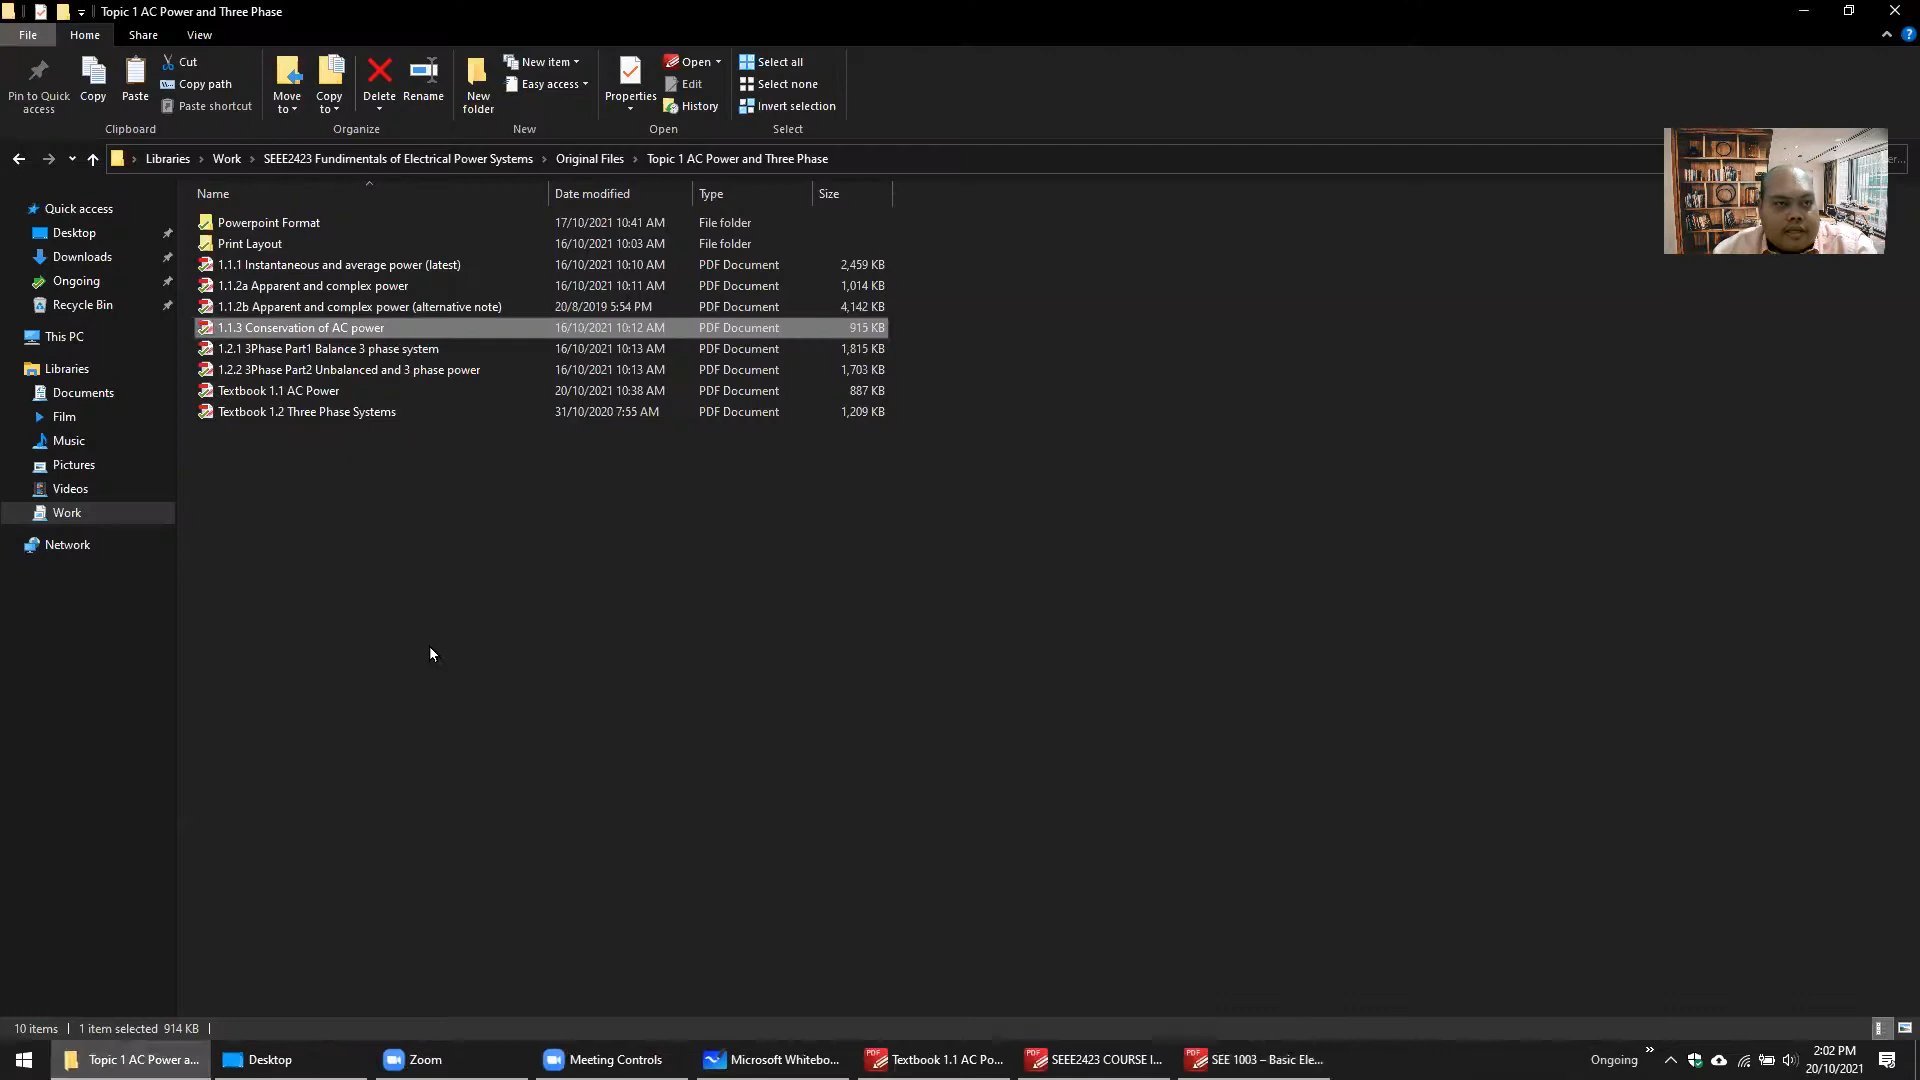 Topic 1 AC Power and Three Phase
File
Home
Share
View
Pin to Quick access
Copy
Paste
Cut
Copy path
Paste shortcut
Clipboard
Move to
Copy to
Delete
Rename
Organize
New folder
New item
Easy access
New
Properties
Open
Edit
History
Open
Select all
Select none
Invert selection
Select
Libraries
Work
SEEE2423 Fundimentals of Electrical Power Systems
Original Files
Topic 1 AC Power and Three Phase
Quick access
Desktop
Downloads
Ongoing
Recycle Bin
This PC
Libraries
Documents
Film
Music
Pictures
Videos
Work
Network
Name Date modified Type Size
Powerpoint Format 17/10/2021 10:41 AM File folder
Print Layout 16/10/2021 10:03 AM File folder
1.1.1 Instantaneous and average power (latest) 16/10/2021 10:10 AM PDF Document 2,459 KB
1.1.2a Apparent and complex power 16/10/2021 10:11 AM PDF Document 1,014 KB
1.1.2b Apparent and complex power (alternative note) 20/8/2019 5:54 PM PDF Document 4,142 KB
1.1.3 Conservation of AC power 16/10/2021 10:12 AM PDF Document 915 KB
1.2.1 3Phase Part1 Balance 3 phase system 16/10/2021 10:13 AM PDF Document 1,815 KB
1.2.2 3Phase Part2 Unbalanced and 3 phase power 16/10/2021 10:13 AM PDF Document 1,703 KB
Textbook 1.1 AC Power 20/10/2021 10:38 AM PDF Document 887 KB
Textbook 1.2 Three Phase Systems 31/10/2020 7:55 AM PDF Document 1,209 KB
10 items 1 item selected 914 KB
Topic 1 AC Power a...
Desktop
Zoom
Meeting Controls
Microsoft Whitebo...
Textbook 1.1 AC Po...
SEEE2423 COURSE I...
SEE 1003 – Basic Ele...
Ongoing
2:02 PM
20/10/2021